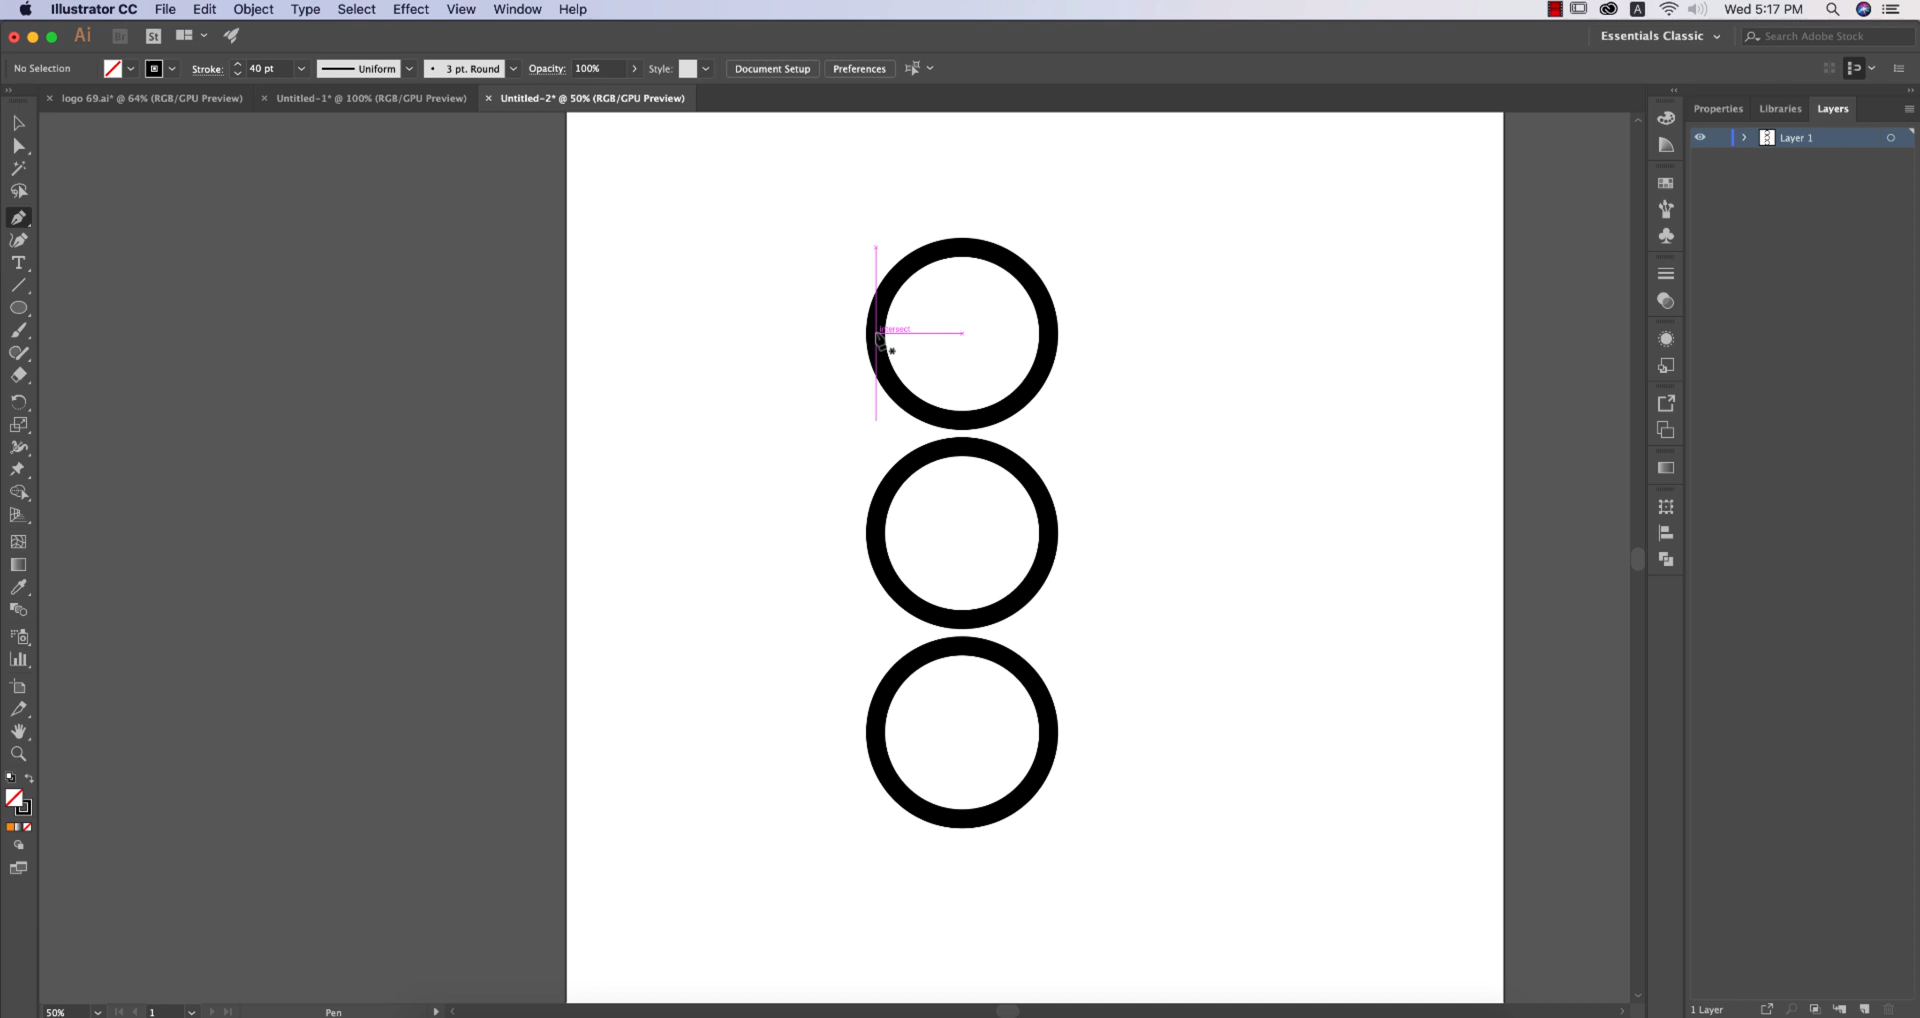 Illustrator CC File Edit Object Type Select Effect View Window Help A Wed 5:17 PM
Ai Br St Essentials Classic Search Adobe Stock
No Selection Stroke: 40 pt Uniform 3 pt. Round Opacity: 100% Style: Document Setup Preferences
logo 69.ai* @ 64% (RGB/GPU Preview) Untitled-1* @ 100% (RGB/GPU Preview) Untitled-2* @ 50% (RGB/GPU Preview)
Properties Libraries Layers
Layer 1
intersect
50% 1 Pen 1 Layer